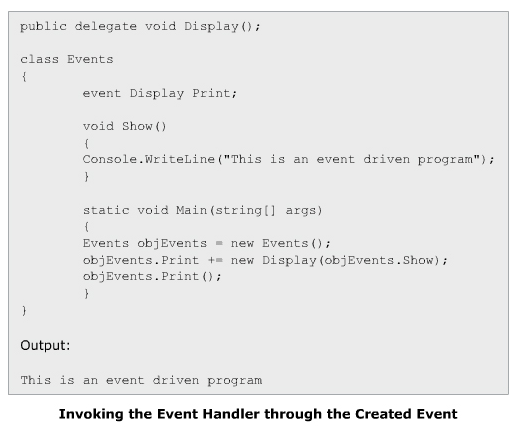 public delegate void Display();
class Events
{
event Display Print;
void Show()
{
Console.WriteLine("This is an event driven program");
}
static void Main(string[] args)
{
Events objEvents = new Events();
objEvents.Print += new Display(objEvents.Show);
objEvents.Print();
}
}
Output:
This is an event driven program
Invoking the Event Handler through the Created Event